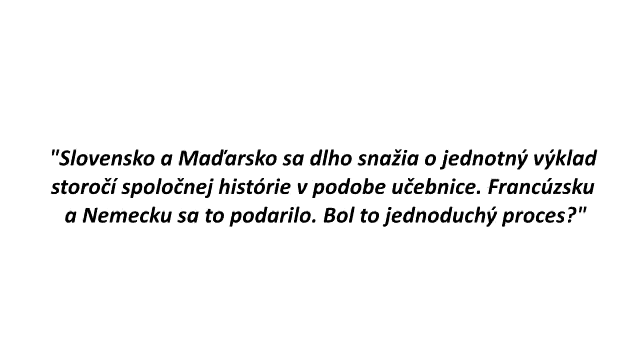 "Slovensko a Maďarsko sa dlho snažia o jednotný výklad
storočí spoločnej histórie v podobe učebnice. Francúzsku
a Nemecku sa to podarilo. Bol to jednoduchý proces?"